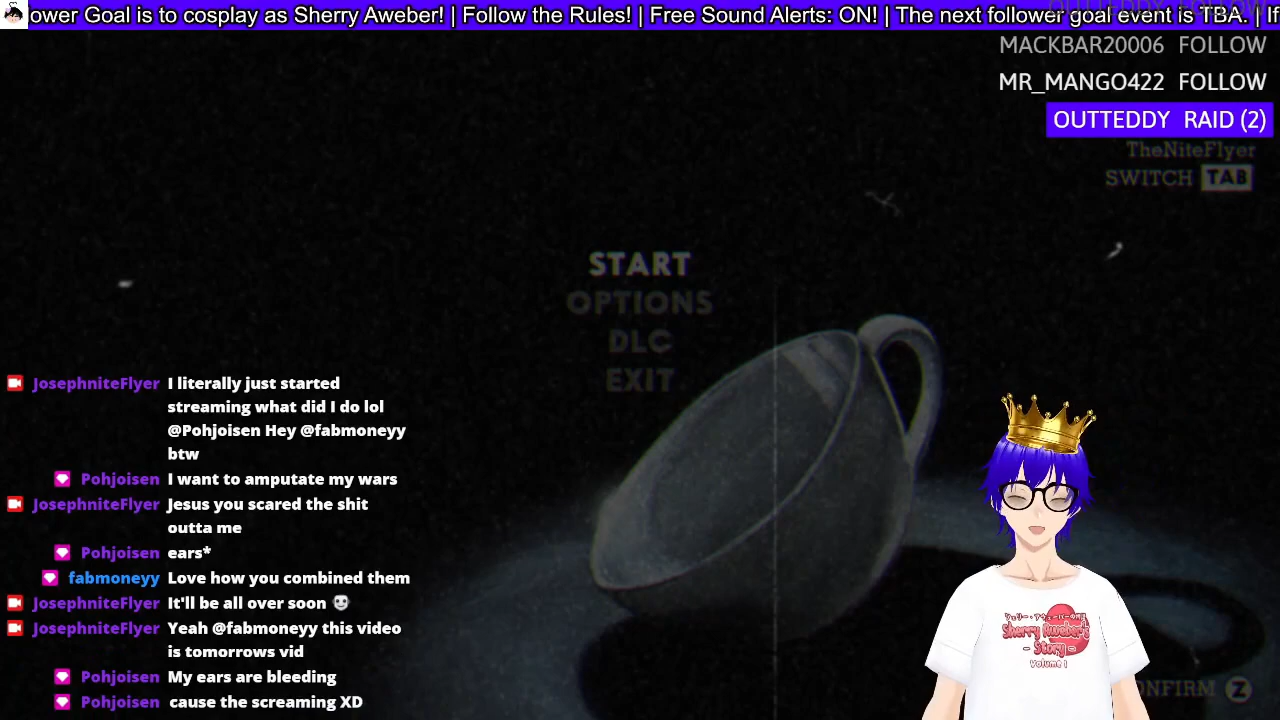 ower Goal is to cosplay as Sherry Aweber! | Follow the Rules! | Free Sound Alerts: ON! | The next follower goal event is TBA. | If
OUTTEDDY FOLLOW
MACKBAR20006 FOLLOW
MR_MANGO422 FOLLOW
OUTTEDDY RAID (2)
TheNiteFlyer
SWITCH TAB
START
OPTIONS
DLC
EXIT
JosephniteFlyer I literally just started
streaming what did I do lol
@Pohjoisen Hey @fabmoneyy
btw
Pohjoisen I want to amputate my wars
JosephniteFlyer Jesus you scared the shit
outta me
Pohjoisen ears*
fabmoneyy Love how you combined them
JosephniteFlyer It'll be all over soon
JosephniteFlyer Yeah @fabmoneyy this video
is tomorrows vid
Pohjoisen My ears are bleeding
Pohjoisen cause the screaming XD
Sherry Aweber's
- Story -
Volume 1
ONFIRM Z